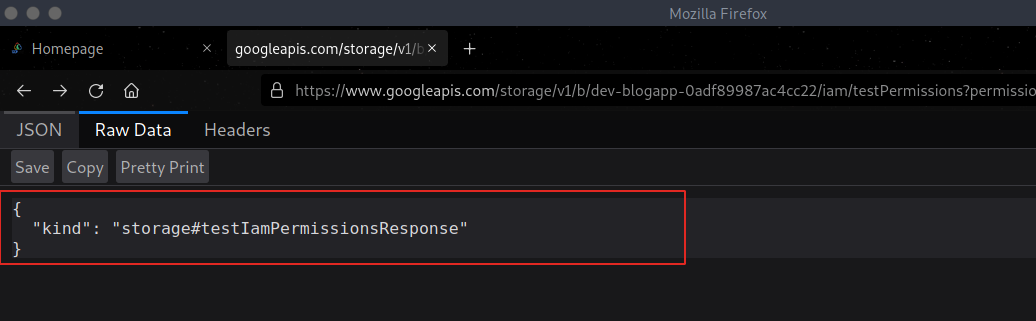 Mozilla Firefox
Homepage
googleapis.com/storage/v1/b
https://www.googleapis.com/storage/v1/b/dev-blogapp-0adf89987ac4cc22/iam/testPermissions?permissio
JSON Raw Data Headers
Save Copy Pretty Print
{
"kind": "storage#testIamPermissionsResponse"
}